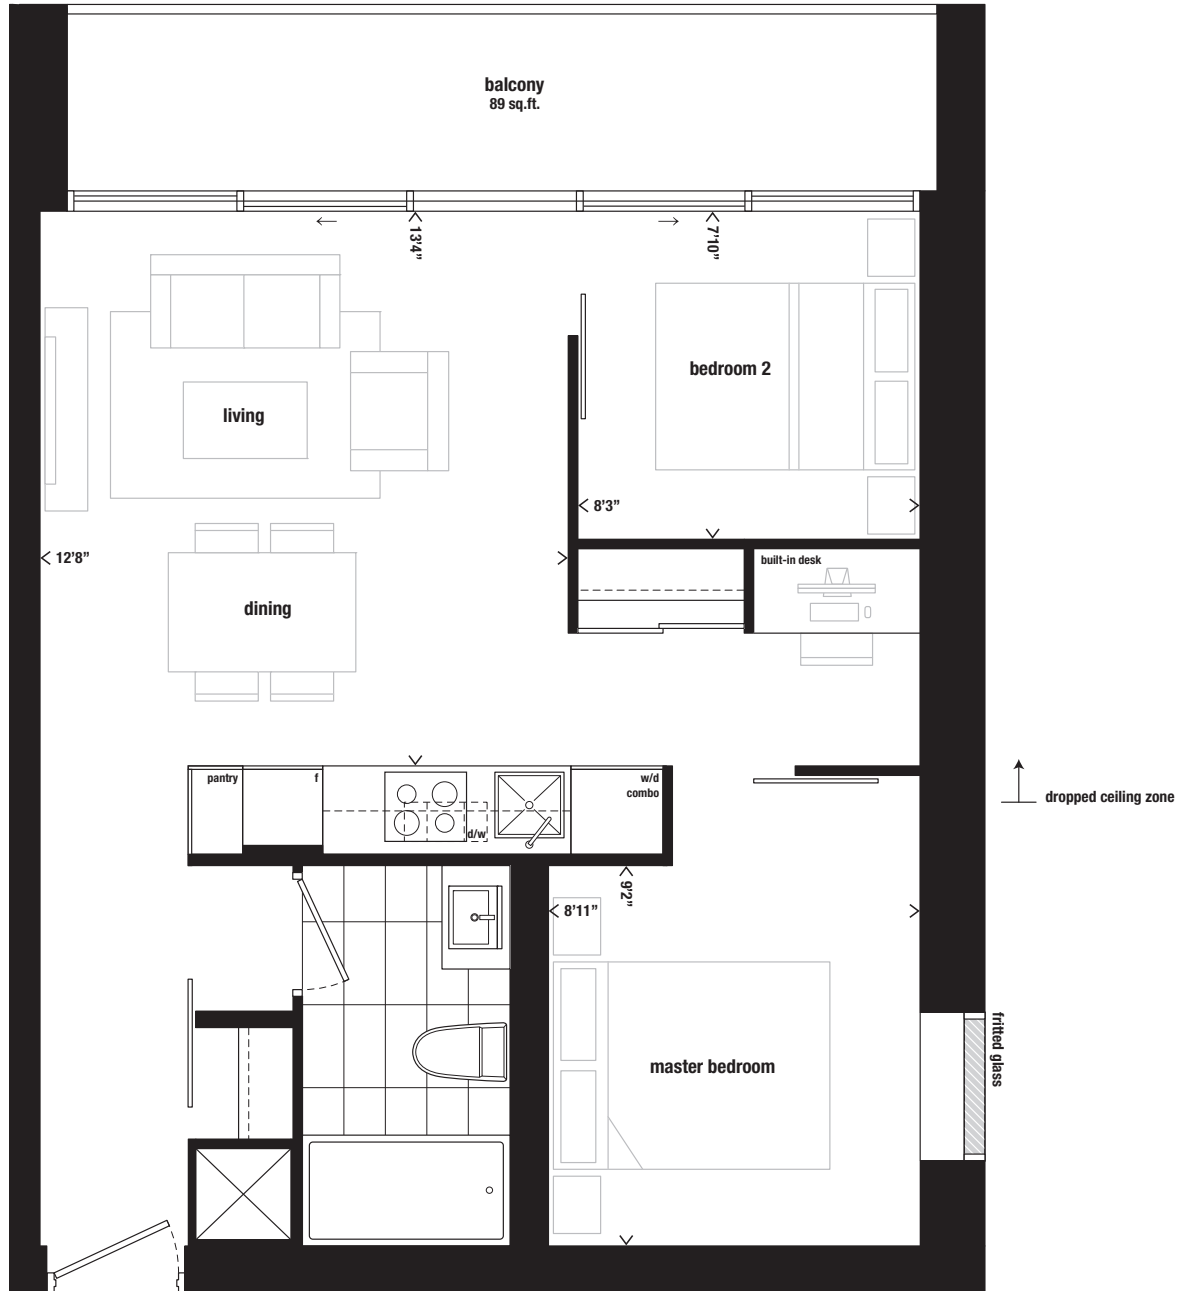 balcony
89 sq.ft.
13'4"
7'10"
bedroom 2
living
8'3"
12'8"
built-in desk
dining
pantry
f
w/d
combo
dropped ceiling zone
d/w
9'2"
8'11"
fritted glass
master bedroom